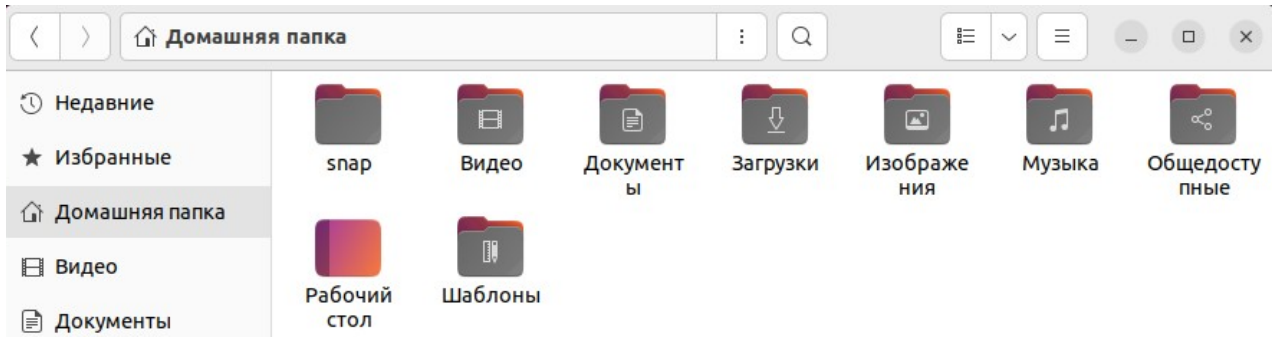 Домашняя папка
Недавние
Избранные
Домашняя папка
Видео
Документы
snap
Видео
Документ
ы
Загрузки
Изображе
ния
Музыка
Общедосту
пные
Рабочий
стол
Шаблоны